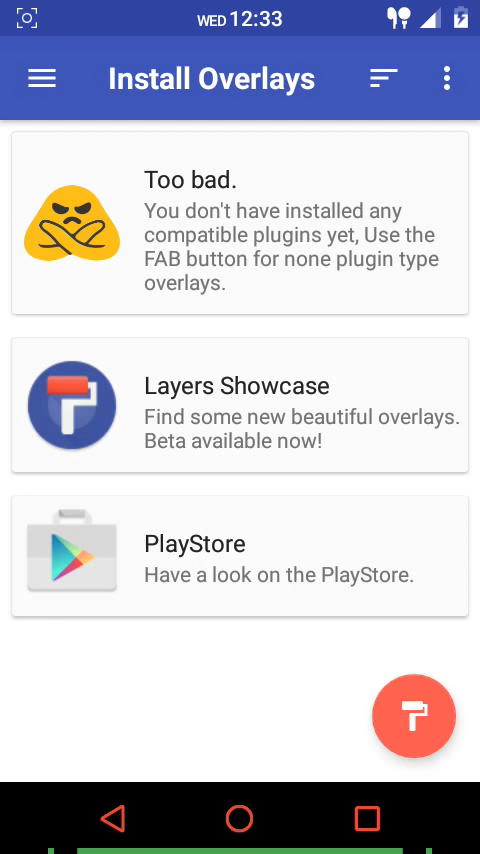 WED 12:33
Install Overlays
Too bad.
You don't have installed any
compatible plugins yet, Use the
FAB button for none plugin type
overlays.
Layers Showcase
Find some new beautiful overlays.
Beta available now!
PlayStore
Have a look on the PlayStore.